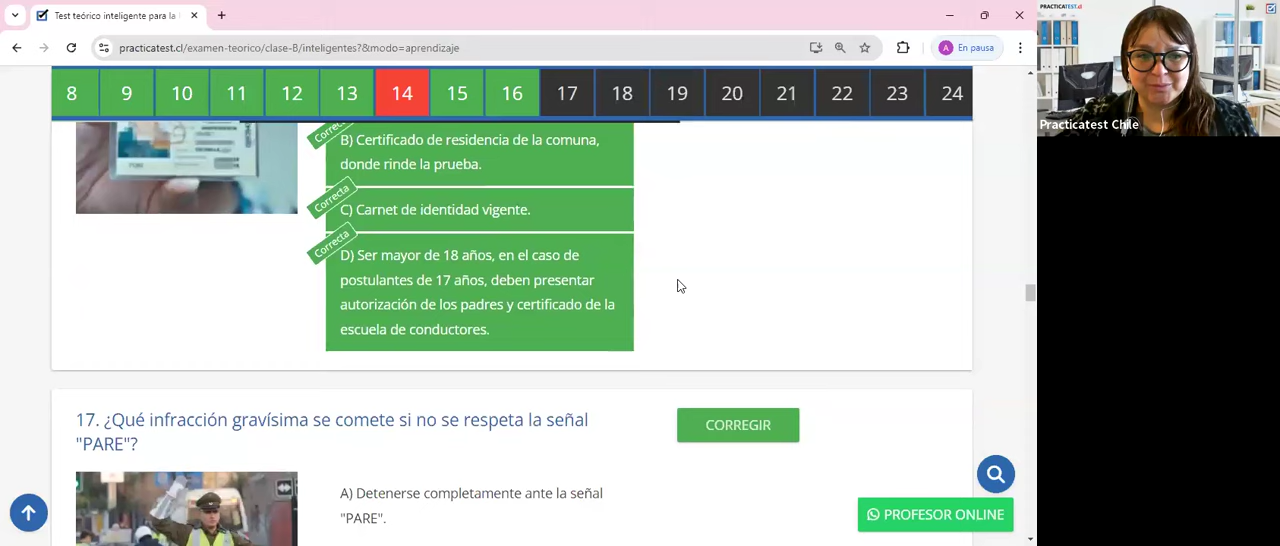 Test teórico inteligente para la
practicatest.cl/examen-teorico/clase-B/inteligentes?&modo=aprendizaje
A
En pausa
PRACTICATEST.cl
Practicatest Chile
8 9 10 11 12 13 14 15 16 17 18 19 20 21 22 23 24
Correcta
B) Certificado de residencia de la comuna,
donde rinde la prueba.
Correcta
C) Carnet de identidad vigente.
Correcta
D) Ser mayor de 18 años, en el caso de
postulantes de 17 años, deben presentar
autorización de los padres y certificado de la
escuela de conductores.
17. ¿Qué infracción gravísima se comete si no se respeta la señal
"PARE"?
CORREGIR
A) Detenerse completamente ante la señal
"PARE".
PROFESOR ONLINE